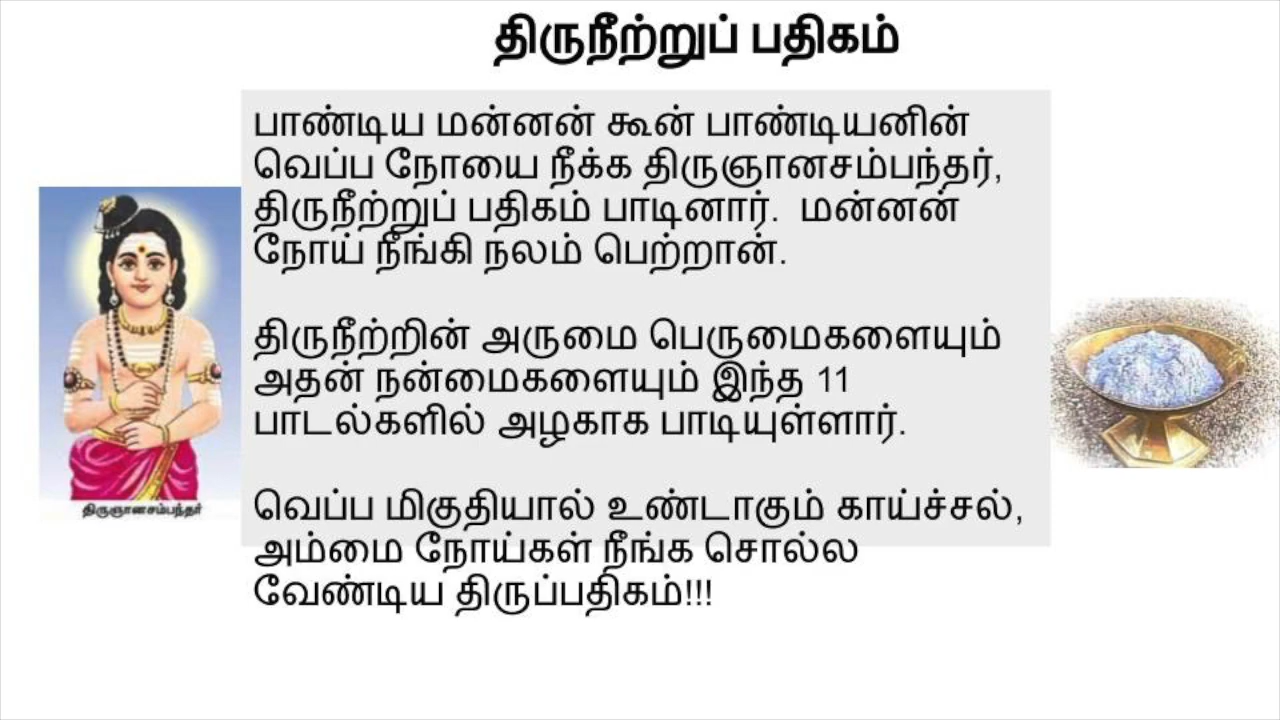 திருநீற்றுப் பதிகம்
பாண்டிய மன்னன் கூன் பாண்டியனின்
வெப்ப நோயை நீக்க திருஞானசம்பந்தர்,
திருநீற்றுப் பதிகம் பாடினார். மன்னன்
நோய் நீங்கி நலம் பெற்றான்.
திருநீற்றின் அருமை பெருமைகளையும்
அதன் நன்மைகளையும் இந்த 11
பாடல்களில் அழகாக பாடியுள்ளார்.
வெப்ப மிகுதியால் உண்டாகும் காய்ச்சல்,
அம்மை நோய்கள் நீங்க சொல்ல
வேண்டிய திருப்பதிகம்!!!
திருஞானசம்பந்தர்